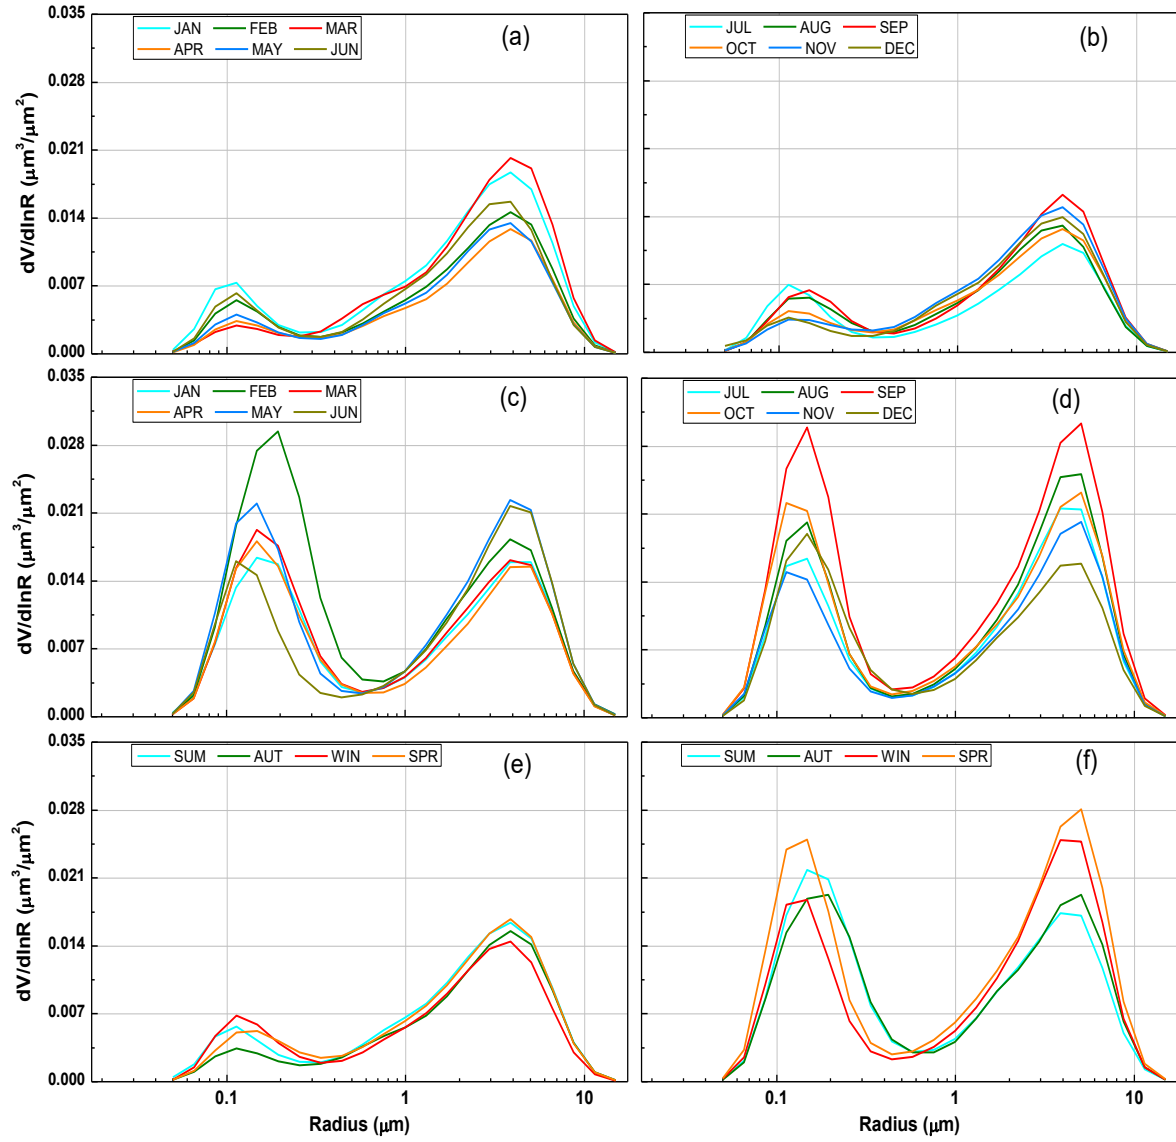 0.035
0.028
0.021
0.014
0.007
0.000
dV/dlnR (μm³/μm²)
JAN FEB MAR
APR MAY JUN
(a)
JUL AUG SEP
OCT NOV DEC
(b)
0.035
0.028
0.021
0.014
0.007
0.000
dV/dlnR (μm³/μm²)
JAN FEB MAR
APR MAY JUN
(c)
JUL AUG SEP
OCT NOV DEC
(d)
0.035
0.028
0.021
0.014
0.007
0.000
dV/dlnR (μm³/μm²)
SUM AUT WIN SPR
(e)
SUM AUT WIN SPR
(f)
0.1 1 10
0.1 1 10
Radius (μm)
Radius (μm)